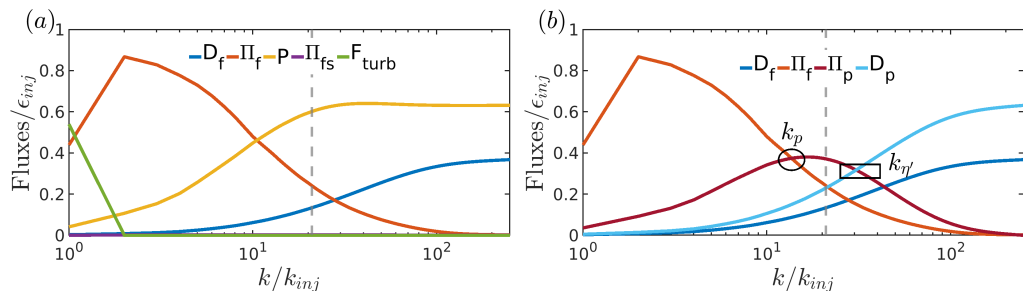 (a)
D_f Π_f P Π_fs F_turb
Fluxes/ϵ_inj
1
0.8
0.6
0.4
0.2
0
10^0 10^1 10^2
k/k_inj
(b)
D_f Π_f Π_p D_p
k_p
k_η'
Fluxes/ϵ_inj
1
0.8
0.6
0.4
0.2
0
10^0 10^1 10^2
k/k_inj